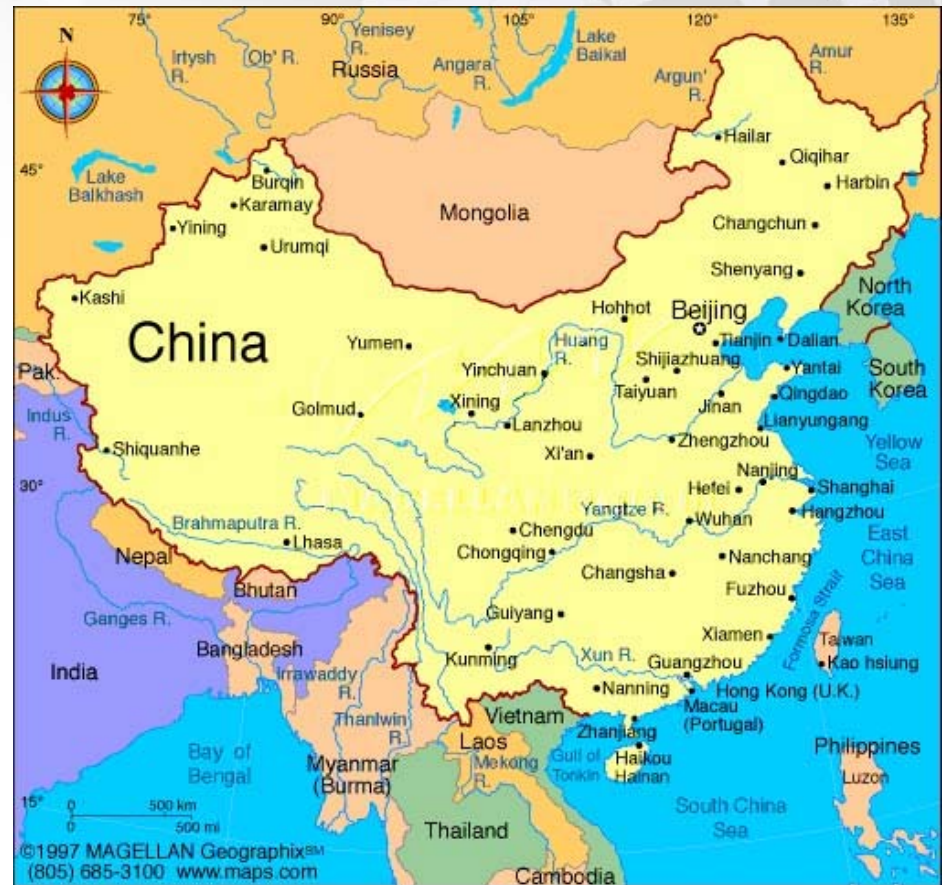 75°
90°
105°
120°
135°
N
Irtysh
R.
Ob' R.
Yenisey
R.
Russia
Angara
R.
Lake
Baikal
Argun'
R.
Amur
R.
45°
Lake
Balkhash
Burqin
Karamay
Yining
Urumqi
Mongolia
Hailar
Qiqihar
Harbin
Changchun
Shenyang
Kashi
China
Hohhot
Beijing
North
Korea
Yumen
Huang
R.
Tianjin
Dalian
Shijiazhuang
Yinchuan
Yantai
South
Korea
Pak.
Taiyuan
Xining
Golmud
Jinan
Qingdao
Indus
R.
Lanzhou
Lianyungang
Shiquanhe
Xi'an
Zhengzhou
Yellow
Sea
30°
Nanjing
Hefei
Shanghai
Yangtze R.
Wuhan
Hangzhou
Brahmaputra R.
Lhasa
Chengdu
Chongqing
East
China
Sea
Nepal
Nanchang
Changsha
Bhutan
Fuzhou
Ganges R.
Guiyang
Formosa Strait
Xiamen
Taiwan
Bangladesh
Kunming
Xun R.
Guangzhou
Kao hsiung
India
Irrawaddy
R.
Nanning
Hong Kong (U.K.)
Macau
(Portugal)
Thanlwin
R.
Vietnam
Zhanjiang
Laos
Bay of
Bengal
Myanmar
(Burma)
Mekong
R.
Gulf of
Tonkin
Haikou
Hainan
Philippines
Luzon
15°
0 500 km
0 500 mi
South China
Sea
Thailand
©1997 MAGELLAN Geographix℠
(805) 685-3100 www.maps.com
Cambodia